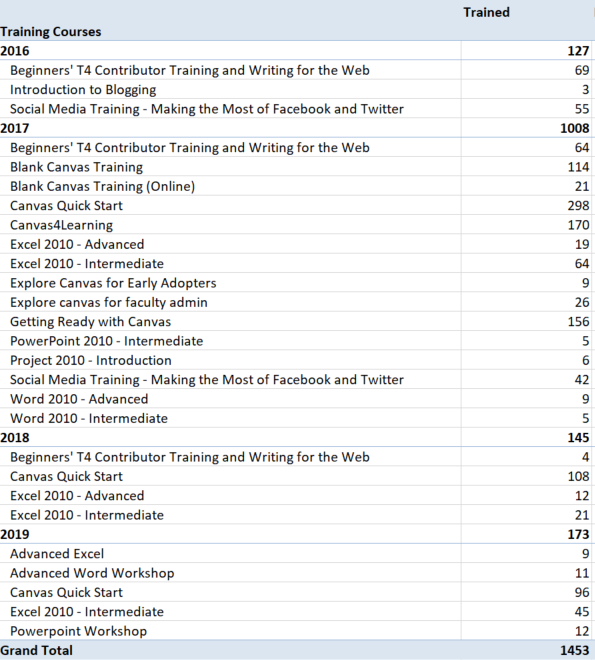 Trained
Training Courses
2016 127
Beginners' T4 Contributor Training and Writing for the Web 69
Introduction to Blogging 3
Social Media Training - Making the Most of Facebook and Twitter 55
2017 1008
Beginners' T4 Contributor Training and Writing for the Web 64
Blank Canvas Training 114
Blank Canvas Training (Online) 21
Canvas Quick Start 298
Canvas4Learning 170
Excel 2010 - Advanced 19
Excel 2010 - Intermediate 64
Explore Canvas for Early Adopters 9
Explore canvas for faculty admin 26
Getting Ready with Canvas 156
PowerPoint 2010 - Intermediate 5
Project 2010 - Introduction 6
Social Media Training - Making the Most of Facebook and Twitter 42
Word 2010 - Advanced 9
Word 2010 - Intermediate 5
2018 145
Beginners' T4 Contributor Training and Writing for the Web 4
Canvas Quick Start 108
Excel 2010 - Advanced 12
Excel 2010 - Intermediate 21
2019 173
Advanced Excel 9
Advanced Word Workshop 11
Canvas Quick Start 96
Excel 2010 - Intermediate 45
Powerpoint Workshop 12
Grand Total 1453